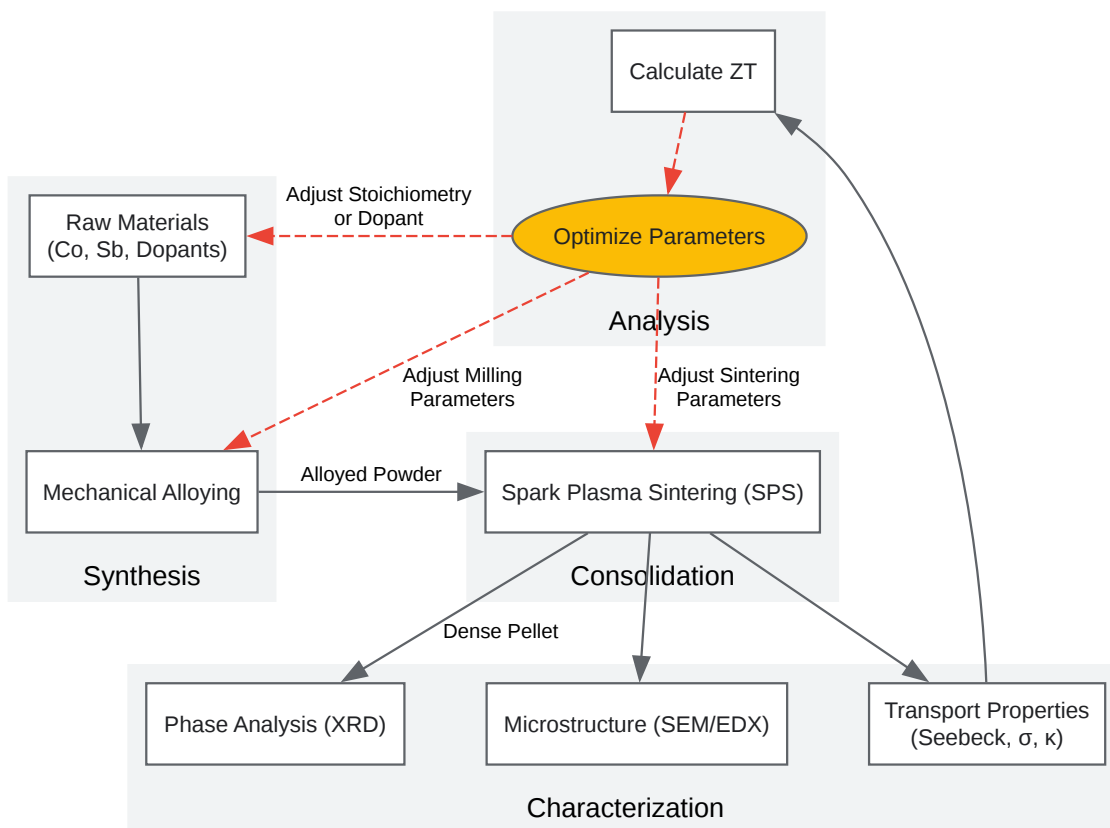 Calculate ZT
Adjust Stoichiometry
or Dopant
Raw Materials
(Co, Sb, Dopants)
Optimize Parameters
Analysis
Adjust Milling
Parameters
Adjust Sintering
Parameters
Mechanical Alloying
Alloyed Powder
Spark Plasma Sintering (SPS)
Synthesis
Consolidation
Dense Pellet
Phase Analysis (XRD)
Microstructure (SEM/EDX)
Transport Properties
(Seebeck, σ, κ)
Characterization